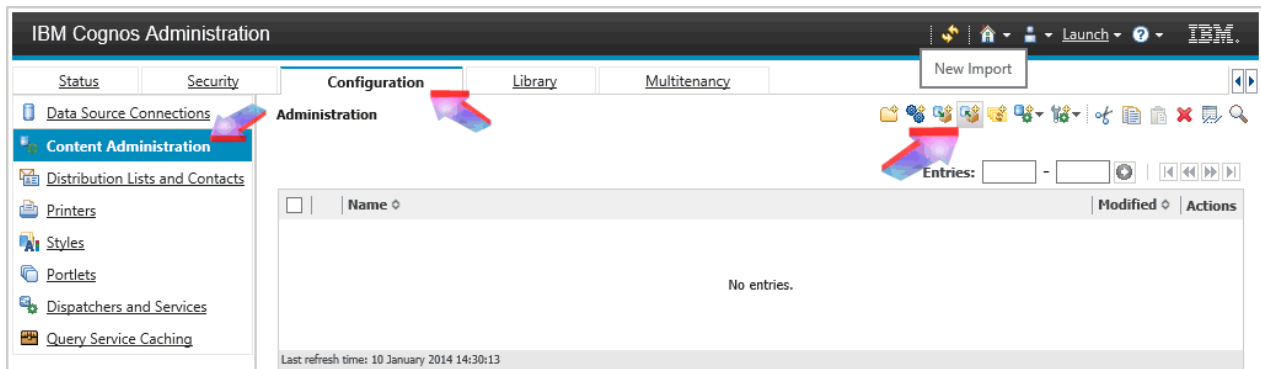 IBM Cognos Administration
Launch
IBM.
New Import
Status Security Configuration Library Multitenancy
Data Source Connections
Administration
Content Administration
Distribution Lists and Contacts
Entries: -
Printers
Name Modified Actions
Styles
Portlets
No entries.
Dispatchers and Services
Query Service Caching
Last refresh time: 10 January 2014 14:30:13